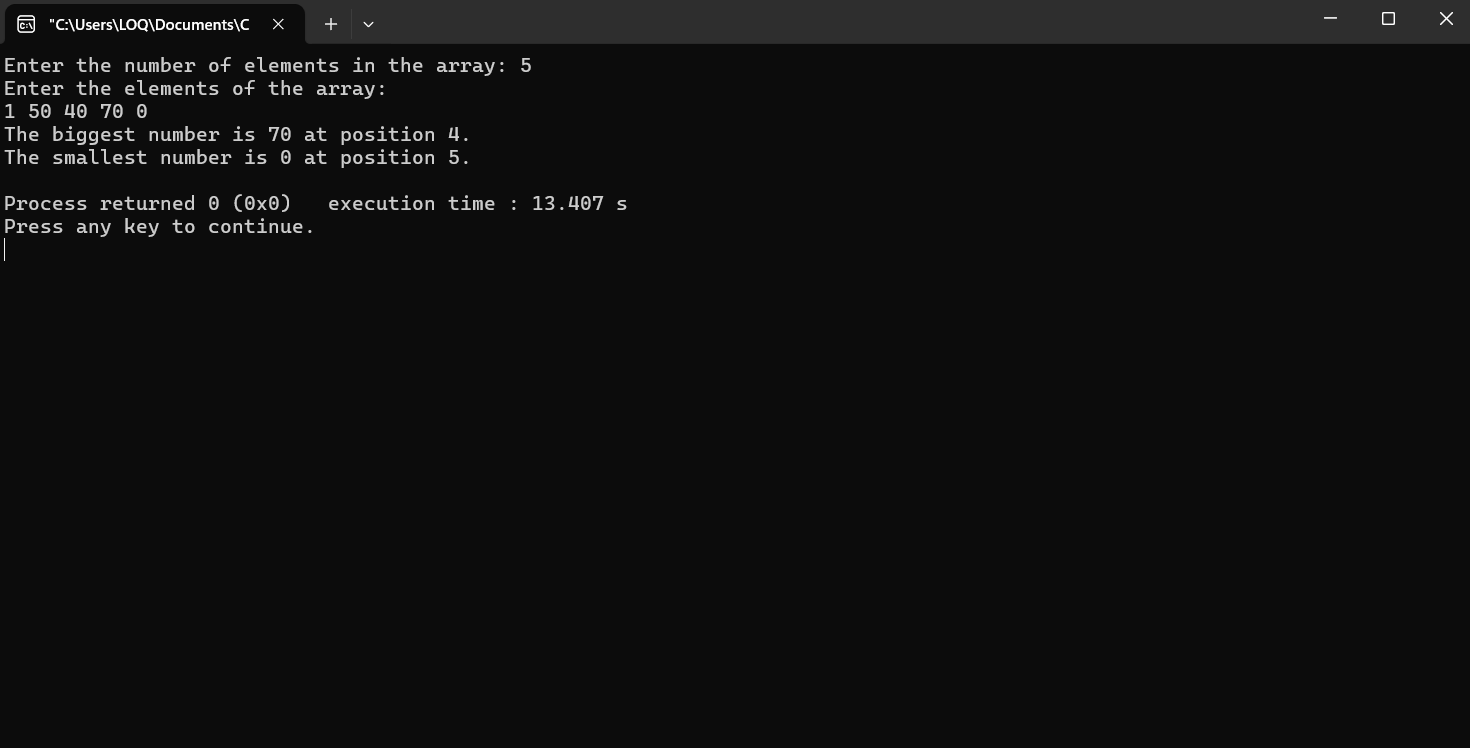 "C:\Users\LOQ\Documents\C
Enter the number of elements in the array: 5
Enter the elements of the array:
1 50 40 70 0
The biggest number is 70 at position 4.
The smallest number is 0 at position 5.
Process returned 0 (0x0)   execution time : 13.407 s
Press any key to continue.